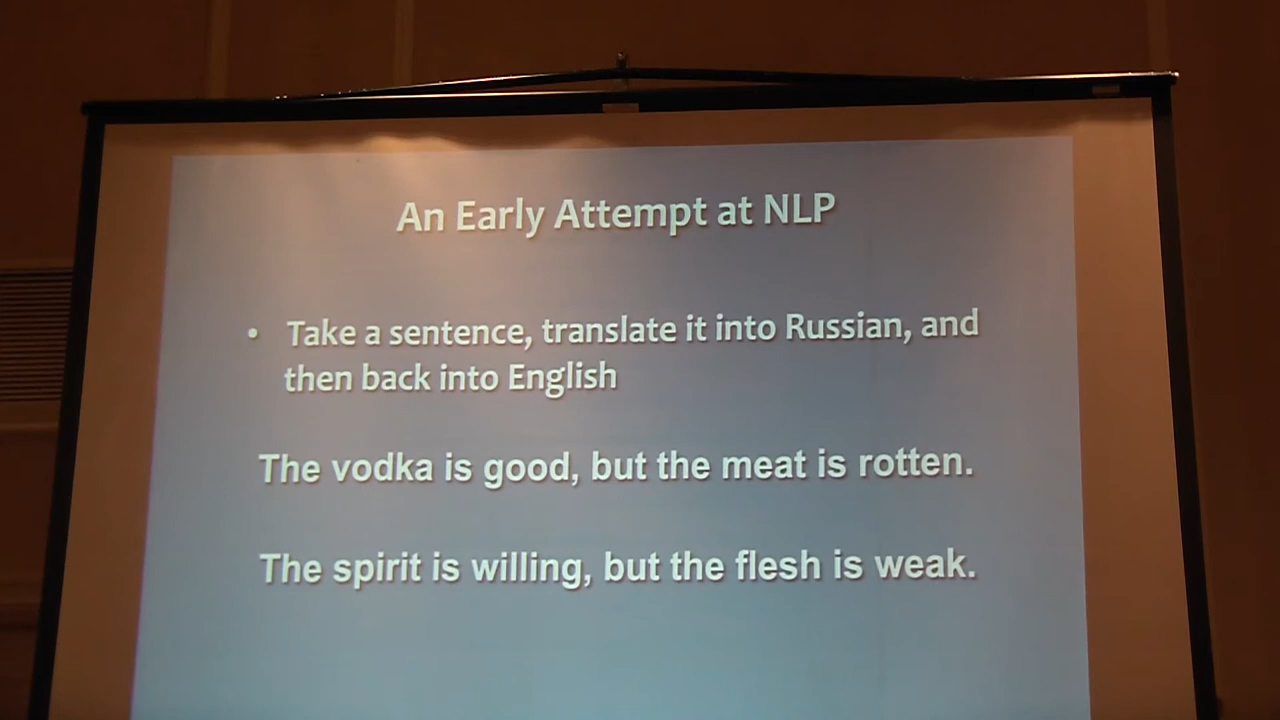 An Early Attempt at NLP
• Take a sentence, translate it into Russian, and
then back into English
The vodka is good, but the meat is rotten.
The spirit is willing, but the flesh is weak.